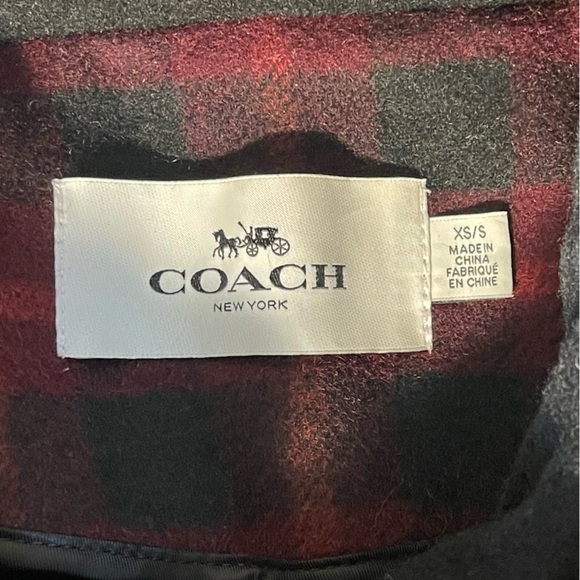 COACH
NEW YORK
XS/S
MADE IN
CHINA
FABRIQUÉ
EN CHINE